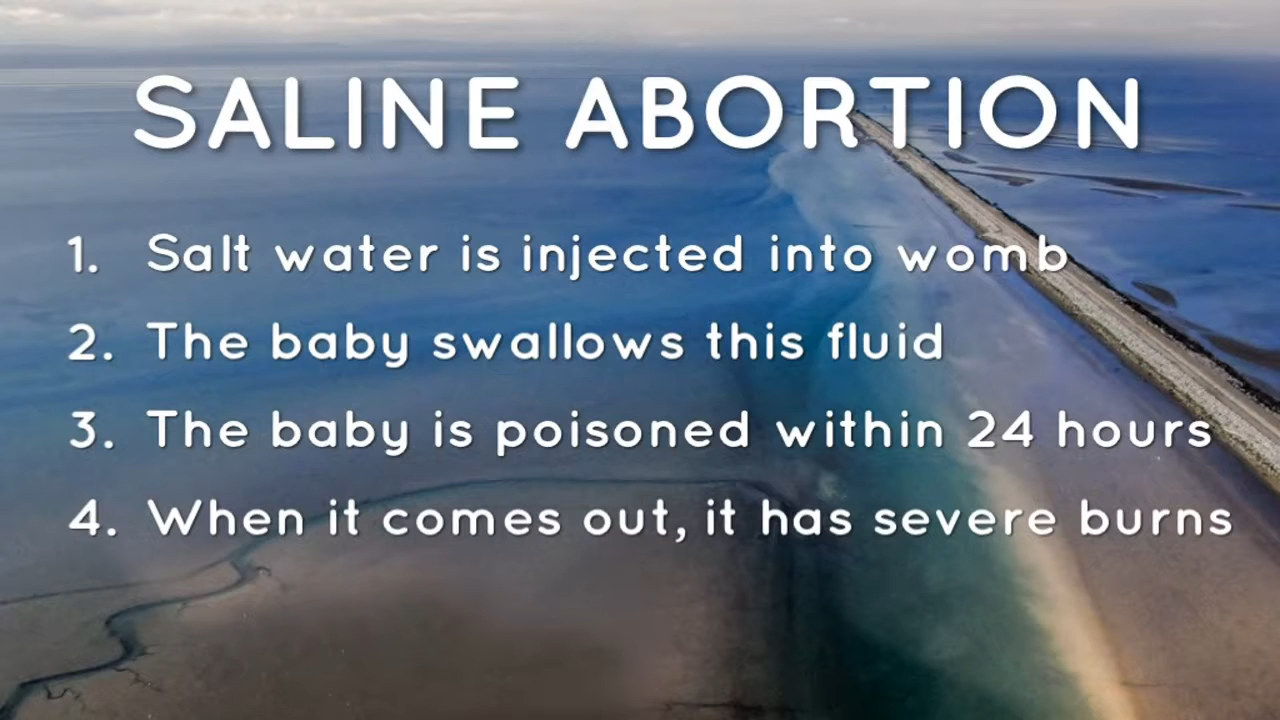 SALINE ABORTION
1. Salt water is injected into womb
2. The baby swallows this fluid
3. The baby is poisoned within 24 hours
4. When it comes out, it has severe burns